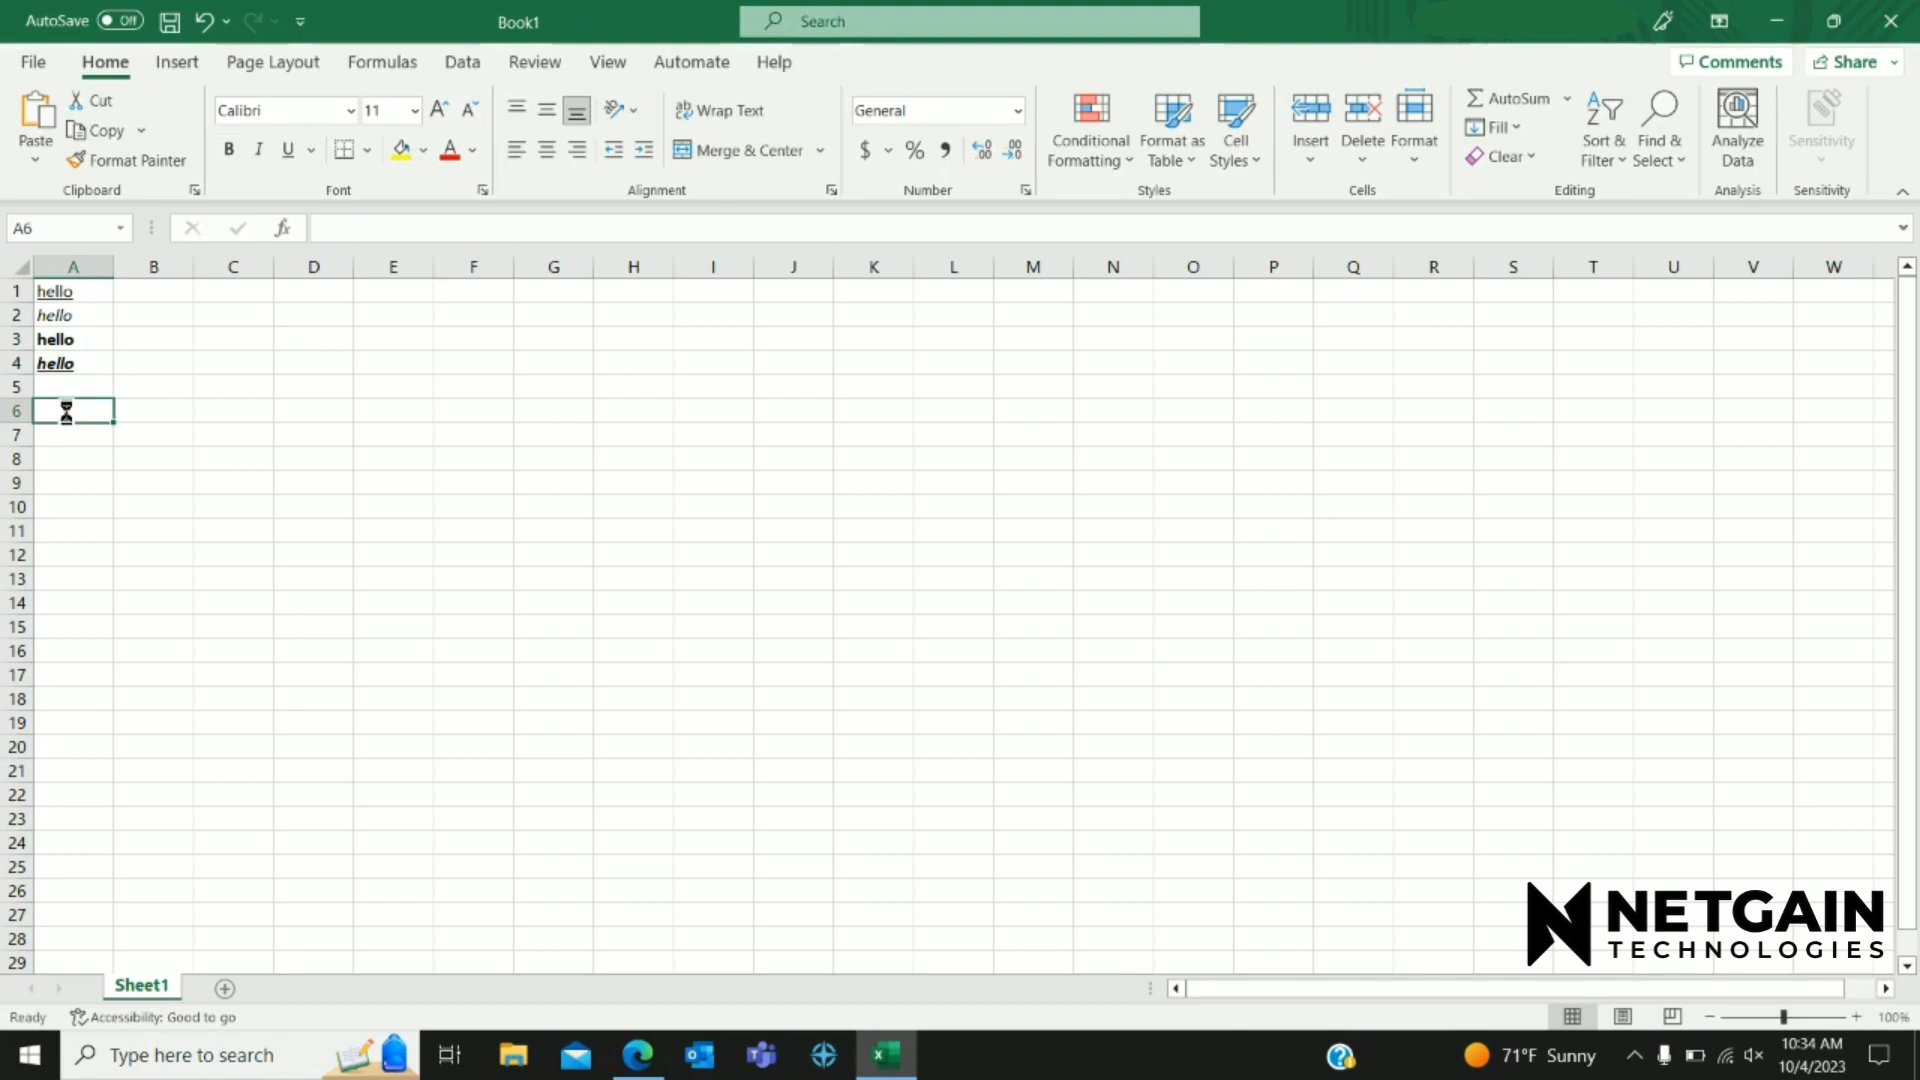 AutoSave Off Book1 Search
File Home Insert Page Layout Formulas Data Review View Automate Help Comments Share
Paste
Cut
Copy
Format Painter
Clipboard
Calibri 11 A A
B I U A
Font
Wrap Text
Merge & Center
Alignment
General
$ % , .00 .00
Number
Conditional Formatting
Format as Table
Cell Styles
Styles
Insert Delete Format
Cells
AutoSum
Fill
Clear
Sort & Filter
Find & Select
Editing
Analyze Data
Analysis
Sensitivity
Sensitivity
A6 fx
A B C D E F G H I J K L M N O P Q R S T U V W
1 hello
2 hello
3 hello
4 hello
5
6
7
8
9
10
11
12
13
14
15
16
17
18
19
20
21
22
23
24
25
26
27
28
29
NETGAIN
TECHNOLOGIES
Sheet1
Ready Accessibility: Good to go 100%
Type here to search 71°F Sunny 10:34 AM
10/4/2023